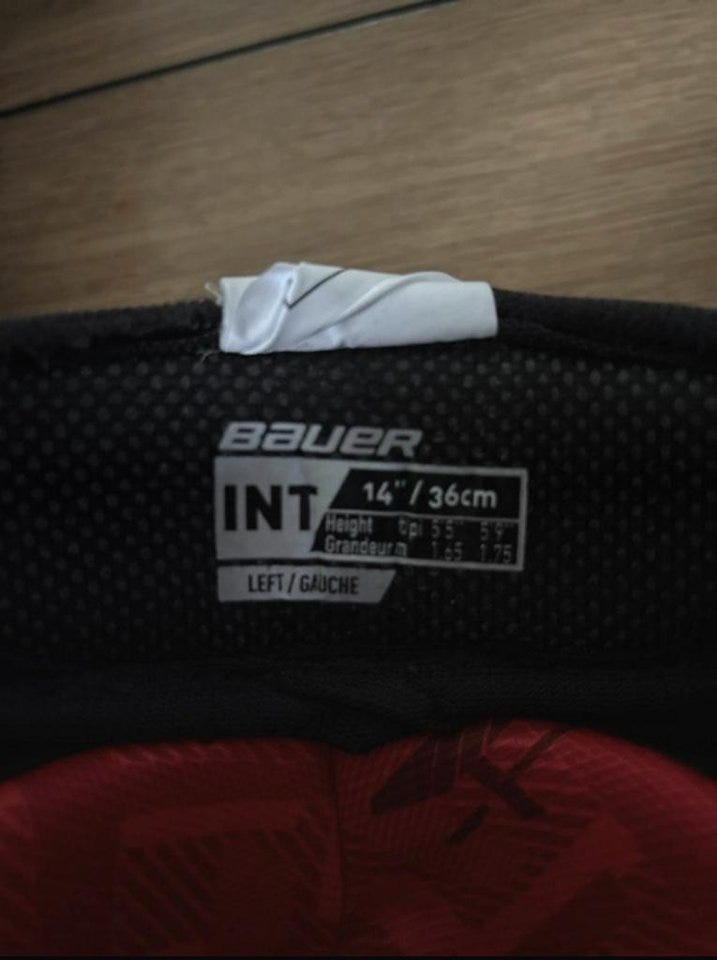 BAUER
INT 14"/36cm
Height 5'5" 5'9"
Grandeur m 1.65 1.75
LEFT / GAUCHE